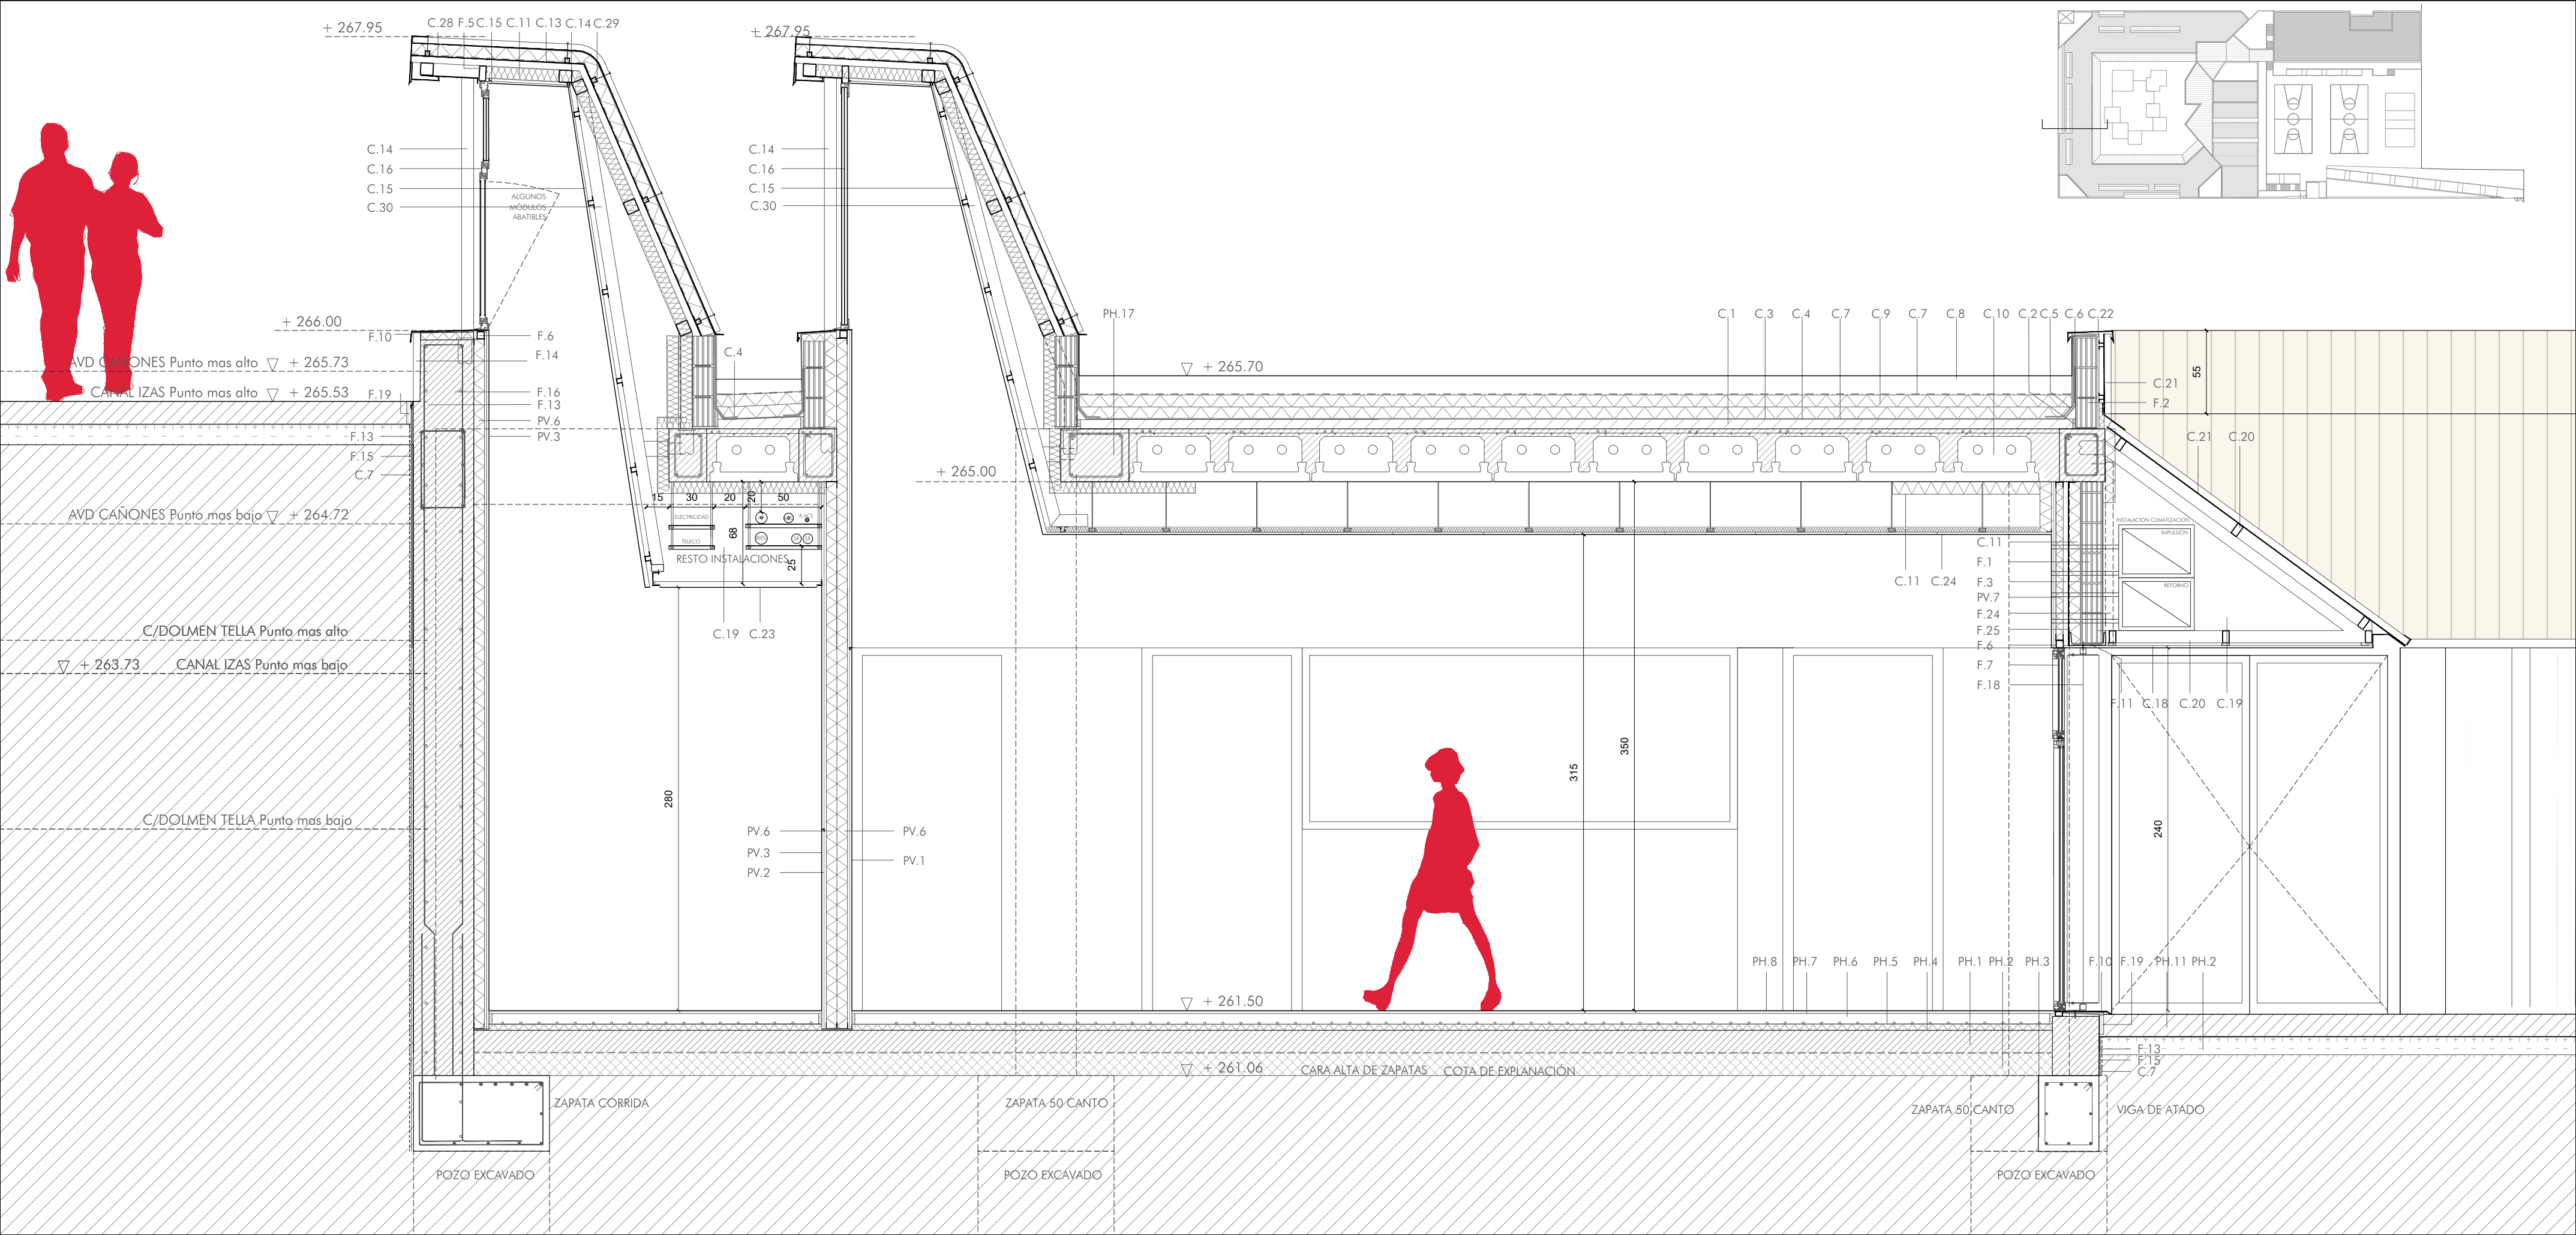 + 267.95
C.28 F.5 C.15 C.11 C.13 C.14 C.29
+ 267.95
C.14
C.16
C.15
C.30
ALGUNOS
MÓDULOS
ABATIBLES
C.14
C.16
C.15
C.30
+ 266.00
F.10
F.6
F.14
AVD CAÑONES Punto mas alto + 265.73
CANAL IZAS Punto mas alto + 265.53
F.19
F.16
F.13
PV.6
PV.3
F.13
F.15
C.7
AVD CAÑONES Punto mas bajo + 264.72
C/DOLMEN TELLA Punto mas alto
+ 263.73 CANAL IZAS Punto mas bajo
C/DOLMEN TELLA Punto mas bajo
C.4
PH.17
+ 265.70
+ 265.00
C.1 C.3 C.4 C.7 C.9 C.7 C.8 C.10 C.2 C.5 C.6 C.22
C.21
F.2
55
C.21 C.20
15 30 20 20 50
ELECTRICIDAD
TELECO.
R.ACS
BIES
SR SR
68
25
RESTO INSTALACIONES
C.19 C.23
INSTALACION CLIMATIZACION
IMPULSION
RETORNO
C.11 C.24
C.11
F.1
F.3
PV.7
F.24
F.25
F.6
F.7
F.18
F.11 C.18 C.20 C.19
280
315
350
240
PV.6
PV.3
PV.2
PV.6
PV.1
PH.8 PH.7 PH.6 PH.5 PH.4 PH.1 PH.2 PH.3 F.10 F.19 PH.11 PH.2
+ 261.50
F.13
F.15
C.7
+ 261.06 CARA ALTA DE ZAPATAS COTA DE EXPLANACIÓN
ZAPATA CORRIDA
ZAPATA 50 CANTO
ZAPATA 50 CANTO
VIGA DE ATADO
POZO EXCAVADO
POZO EXCAVADO
POZO EXCAVADO